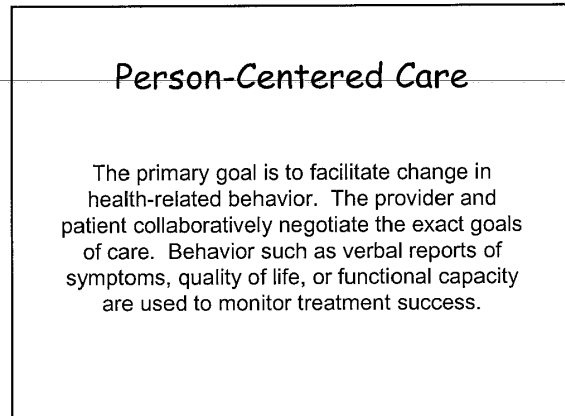 Person-Centered Care
The primary goal is to facilitate change in
health-related behavior.  The provider and
patient collaboratively negotiate the exact goals
of care.  Behavior such as verbal reports of
symptoms, quality of life, or functional capacity
are used to monitor treatment success.